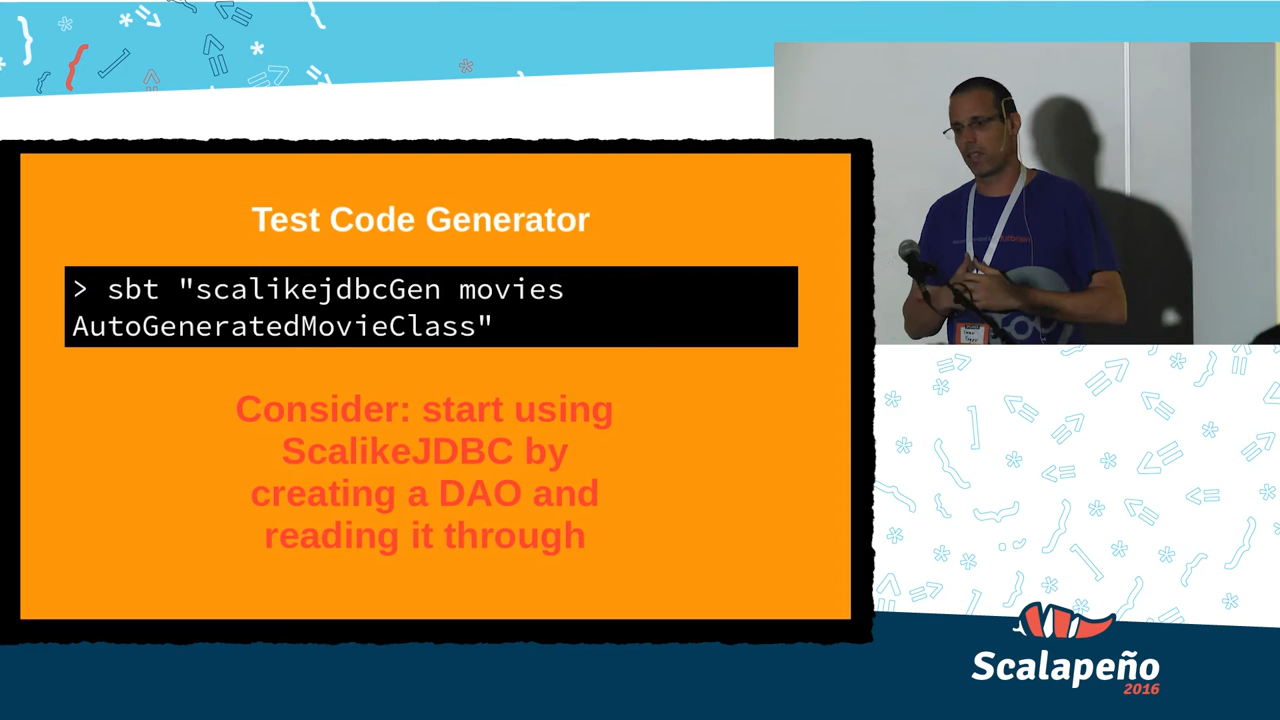 Test Code Generator
> sbt "scalikejdbcGen movies
AutoGeneratedMovieClass"
Consider: start using
ScalikeJDBC by
creating a DAO and
reading it through
Scalapeño
2016